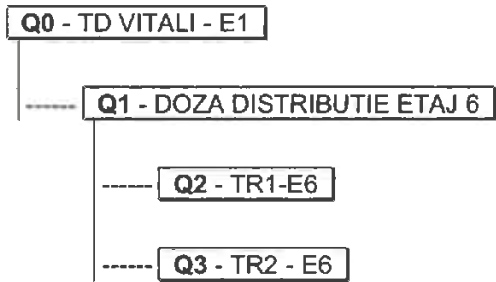 Q0 - TD VITALI - E1
Q1 - DOZA DISTRIBUTIE ETAJ 6
Q2 - TR1-E6
Q3 - TR2 - E6